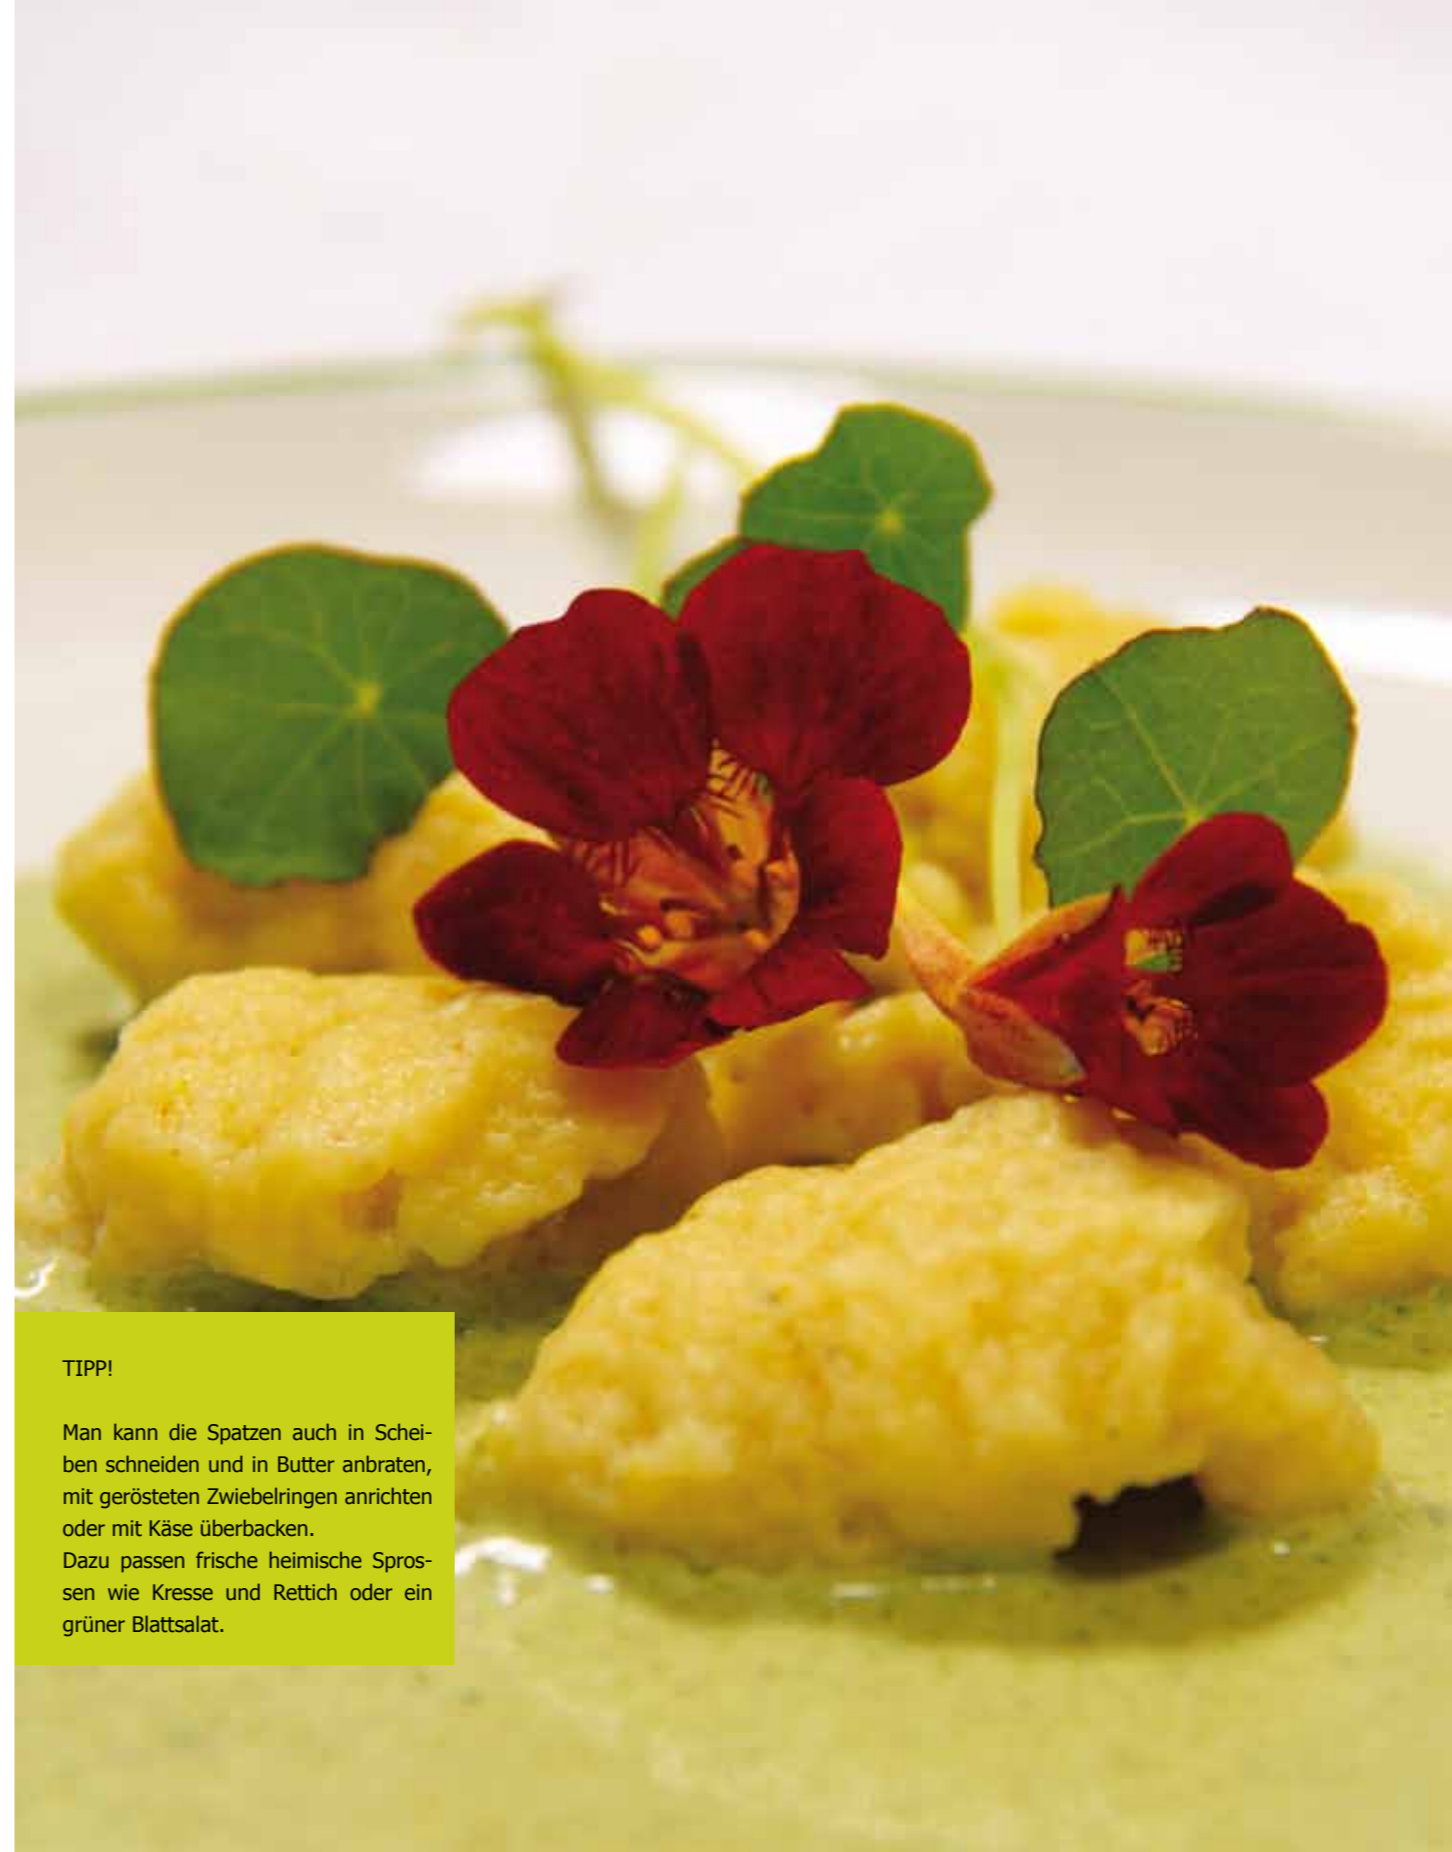 TIPP!
Man kann die Spatzen auch in Schei-
ben schneiden und in Butter anbraten,
mit gerösteten Zwiebelringen anrichten
oder mit Käse überbacken.
Dazu passen frische heimische Spros-
sen wie Kresse und Rettich oder ein
grüner Blattsalat.